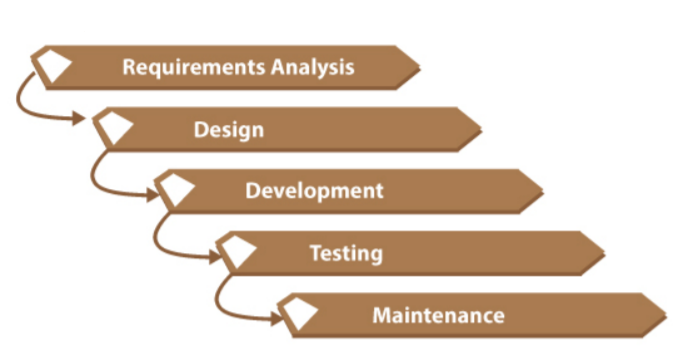 Requirements Analysis
Design
Development
Testing
Maintenance